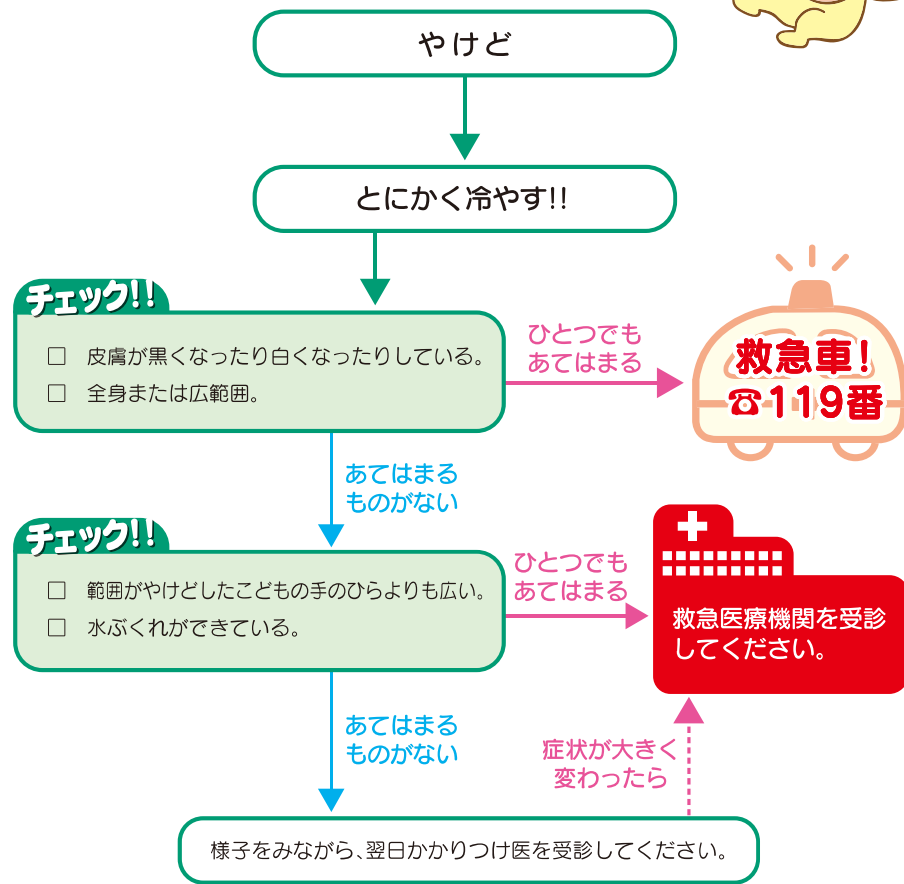 やけど
とにかく冷やす!!
チェック!!
□ 皮膚が黒くなったり白くなったりしている。
□ 全身または広範囲。
ひとつでも
あてはまる
救急車!
☎119番
あてはまる
ものがない
チェック!!
□ 範囲がやけどしたこどもの手のひらよりも広い。
□ 水ぶくれができている。
ひとつでも
あてはまる
救急医療機関を受診
してください。
あてはまる
ものがない
症状が大きく
変わったら
様子をみながら、翌日かかりつけ医を受診してください。